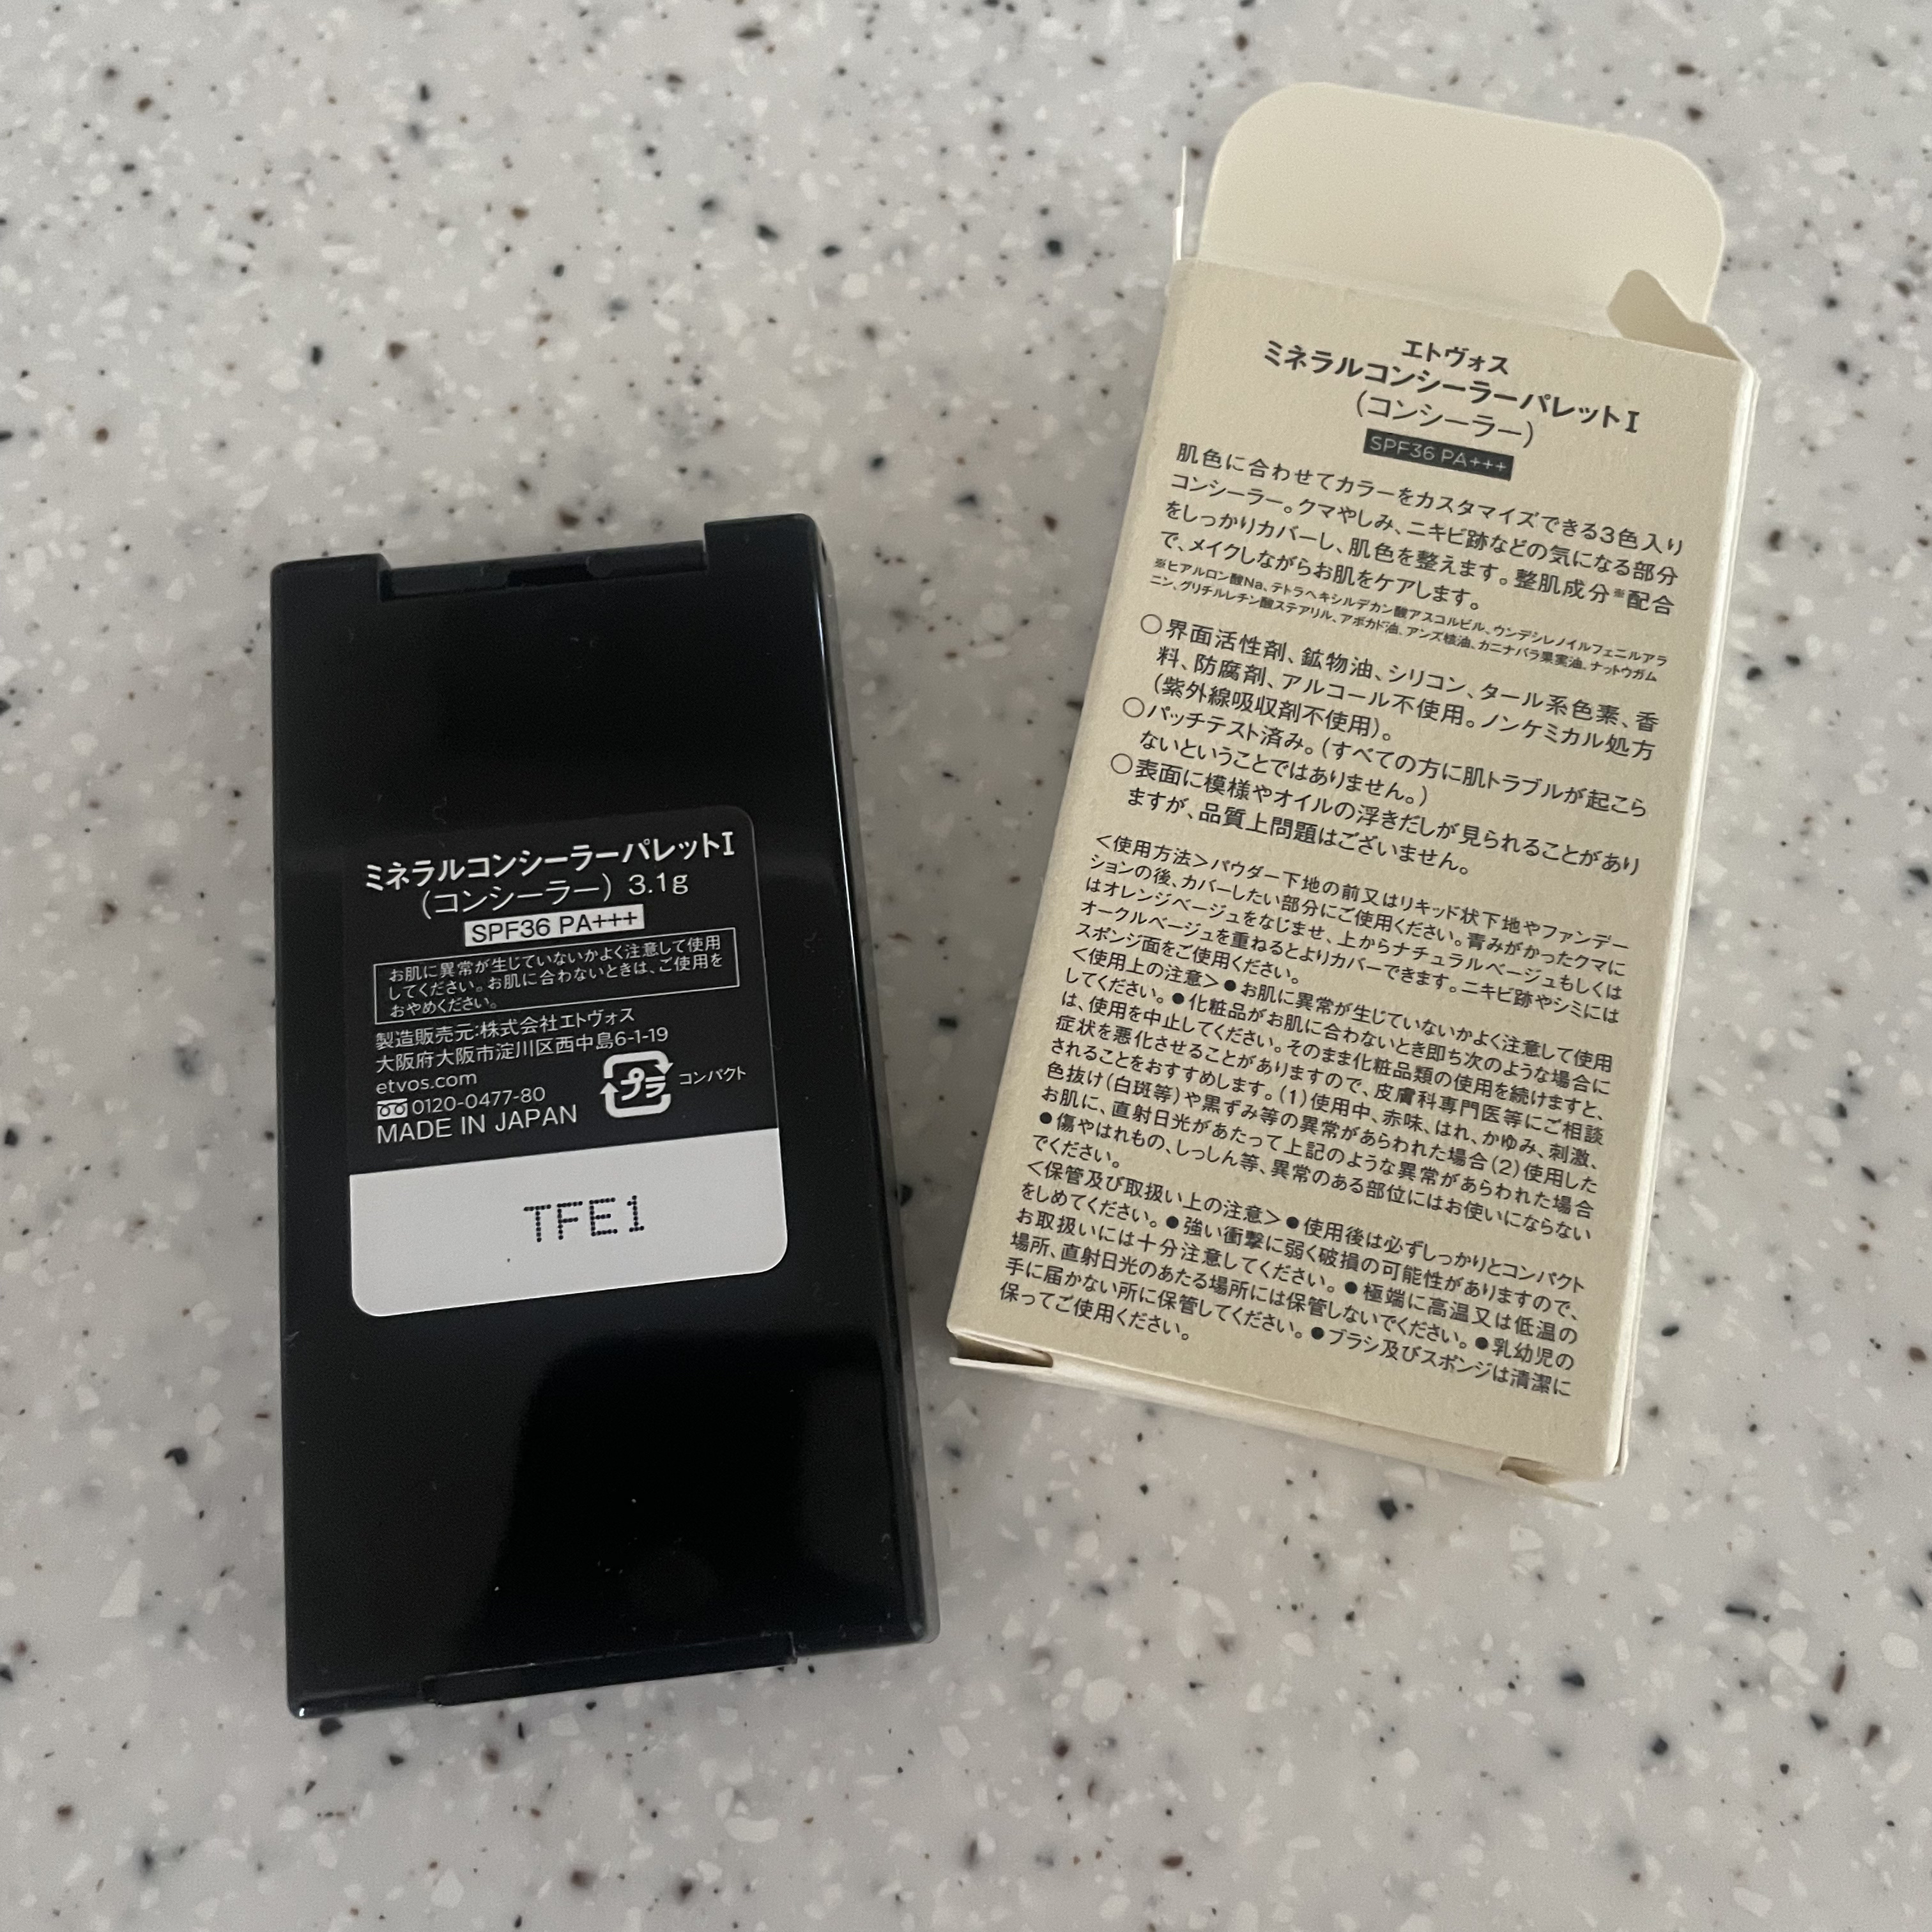 ミネラルコンシーラーパレットI
(コンシーラー) 3.1g
SPF36 PA+++
お肌に異常が生じていないかよく注意して使用
してください。お肌に合わないときは、ご使用を
おやめください。
製造販売元:株式会社エトヴォス
大阪府大阪市淀川区西中島6-1-19
etvos.com
0120-0477-80
MADE IN JAPAN
プラ コンパクト
TFE1
エトヴォス
ミネラルコンシーラーパレットI
(コンシーラー)
SPF36 PA+++
肌色に合わせてカラーをカスタマイズできる3色入り
コンシーラー。クマやしみ、ニキビ跡などの気になる部分
をしっかりカバーし、肌色を整えます。整肌成分※配合
で、メイクしながらお肌をケアします。
※ヒアルロン酸Na、テトラヘキシルデカン酸アスコルビル、ウンデシレノイルフェニルアラ
ニン、グリチルレチン酸ステアリル、アボカド油、アンズ核油、カニナバラ果実油、ナットウガム
○界面活性剤、鉱物油、シリコン、タール系色素、香
料、防腐剤、アルコール不使用。ノンケミカル処方
(紫外線吸収剤不使用)。
○パッチテスト済み。(すべての方に肌トラブルが起こら
ないということではありません。)
○表面に模様やオイルの浮きだしが見られることがあり
ますが、品質上問題はございません。
<使用方法>パウダー下地の前又はリキッド状下地やファンデー
ションの後、カバーしたい部分にご使用ください。青みがかったクマに
はオレンジベージュをなじませ、上からナチュラルベージュもしくは
オークルベージュを重ねるとよりカバーできます。ニキビ跡やシミには
スポンジ面をご使用ください。
<使用上の注意>●お肌に異常が生じていないかよく注意して使用
してください。●化粧品がお肌に合わないとき即ち次のような場合に
は、使用を中止してください。そのまま化粧品類の使用を続けますと、
症状を悪化させることがありますので、皮膚科専門医等にご相談
されることをおすすめします。(1)使用中、赤味、はれ、かゆみ、刺激、
色抜け(白斑等)や黒ずみ等の異常があらわれた場合(2)使用した
お肌に、直射日光があたって上記のような異常があらわれた場合
●傷やはれもの、しっしん等、異常のある部位にはお使いにならない
でください。
<保管及び取扱い上の注意>●使用後は必ずしっかりとコンパクト
をしめてください。●強い衝撃に弱く破損の可能性がありますので、
お取扱いには十分注意してください。●極端に高温又は低温の
場所、直射日光のあたる場所には保管しないでください。●乳幼児の
手に届かない所に保管してください。●ブラシ及びスポンジは清潔に
保ってご使用ください。